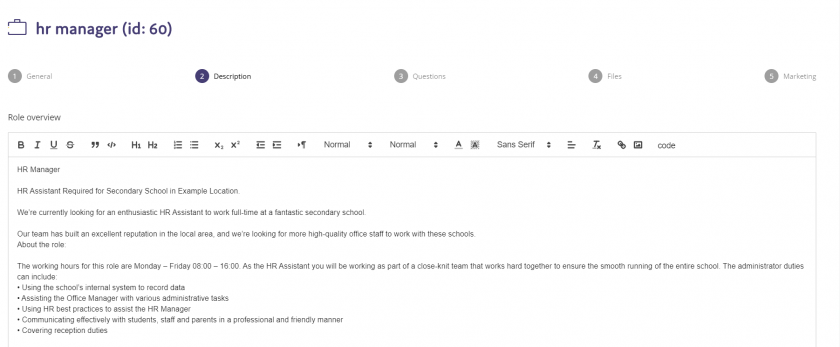 hr manager (id: 60)
1 General 2 Description 3 Questions 4 Files 5 Marketing
Role overview
B I U S ” </> H1 H2 x₂ x² ¶ Normal Normal A A Sans Serif Tx code
HR Manager
HR Assistant Required for Secondary School in Example Location.
We're currently looking for an enthusiastic HR Assistant to work full-time at a fantastic secondary school.
Our team has built an excellent reputation in the local area, and we're looking for more high-quality office staff to work with these schools.
About the role:
The working hours for this role are Monday – Friday 08:00 – 16:00. As the HR Assistant you will be working as part of a close-knit team that works hard together to ensure the smooth running of the entire school. The administrator duties
can include:
• Using the school's internal system to record data
• Assisting the Office Manager with various administrative tasks
• Using HR best practices to assist the HR Manager
• Communicating effectively with students, staff and parents in a professional and friendly manner
• Covering reception duties